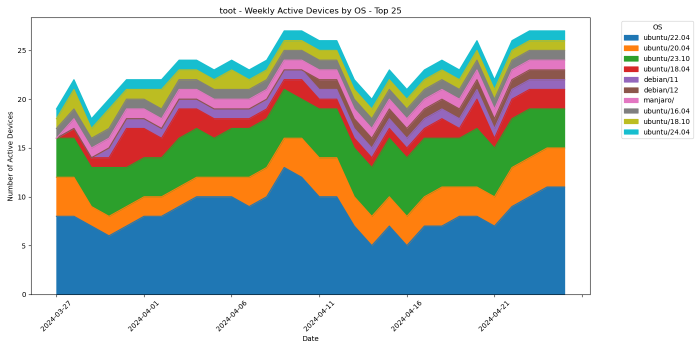 toot - Weekly Active Devices by OS - Top 25
Number of Active Devices
25
20
15
10
5
0
2024-03-27
2024-04-01
2024-04-06
2024-04-11
2024-04-16
2024-04-21
Date
OS
ubuntu/22.04
ubuntu/20.04
ubuntu/23.10
ubuntu/18.04
debian/11
debian/12
manjaro/
ubuntu/16.04
ubuntu/18.10
ubuntu/24.04